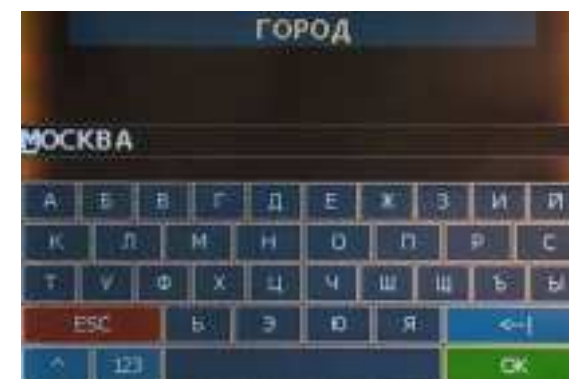 ГОРОД
МОСКВА
А Б В Г Д Е Ж З И Й
К Л М Н О П Р С
Т У Ф Х Ц Ч Ш Щ Ъ Ы
ESC Ь Э Ю Я <--|
^ 123 OK